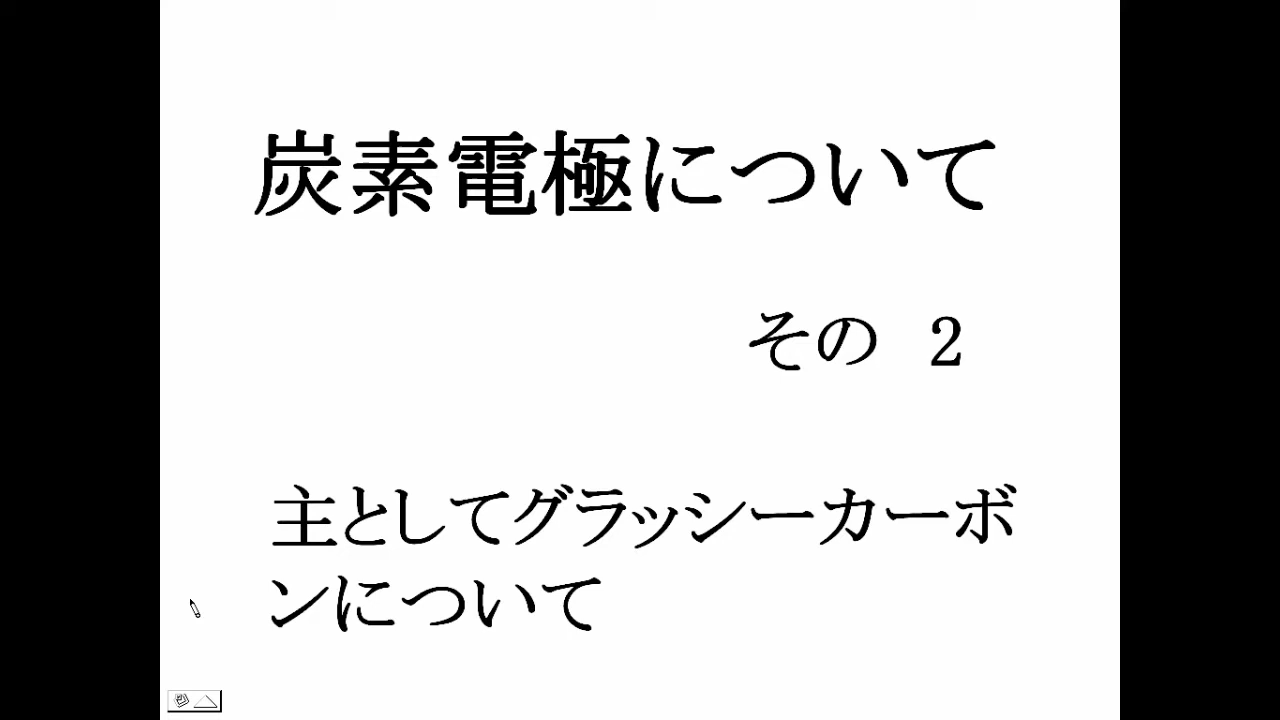 炭素電極について
その　2
主としてグラッシーカーボ
ンについて